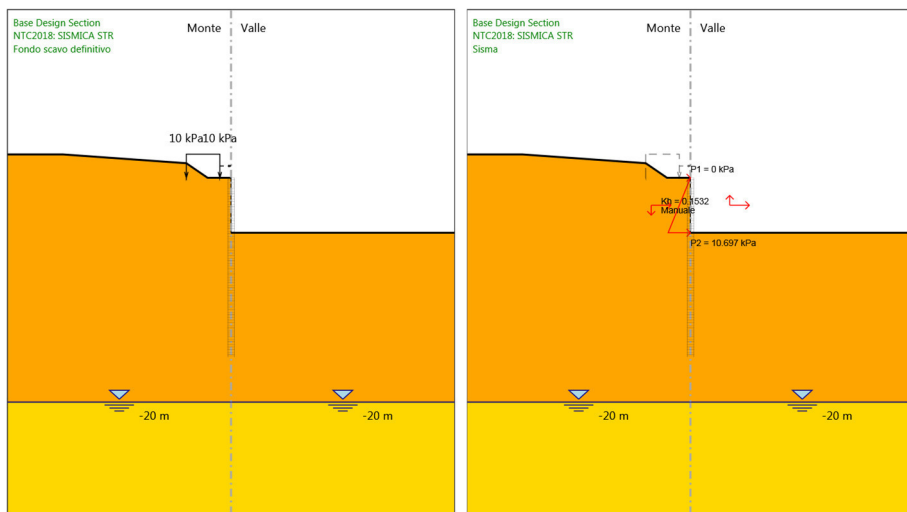 Base Design Section
NTC2018: SISMICA STR
Fondo scavo definitivo
Monte
Valle
10 kPa10 kPa
-20 m
-20 m
Base Design Section
NTC2018: SISMICA STR
Sisma
Monte
Valle
P1 = 0 kPa
Kh = 0.1532
Manuale
P2 = 10.697 kPa
-20 m
-20 m